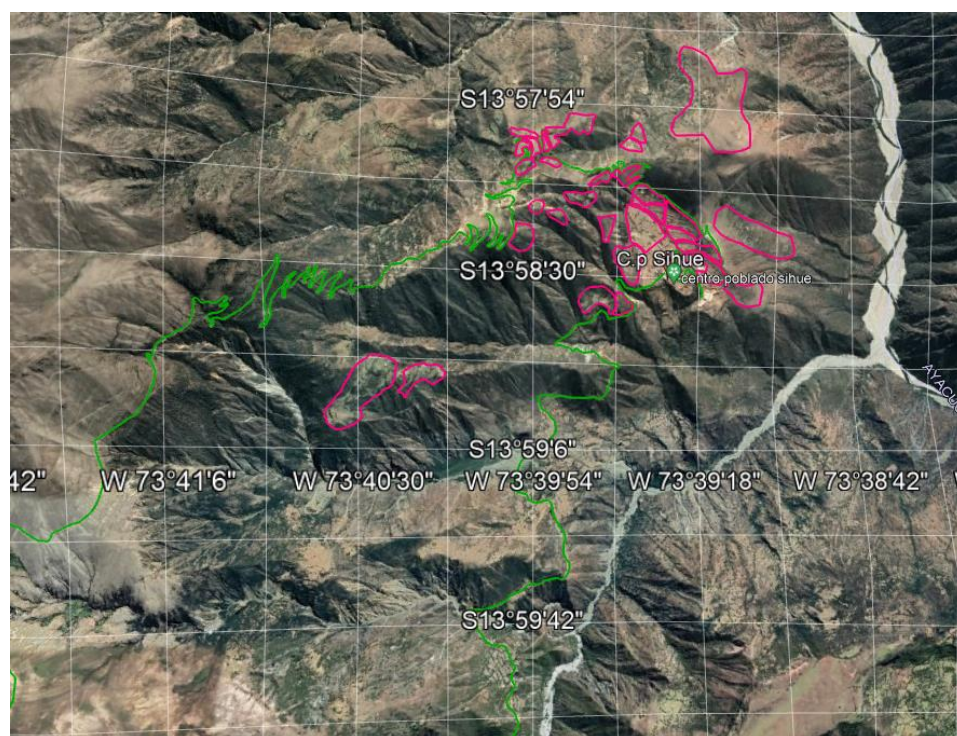 S13°57'54"
C.p Sihue
S13°58'30"
centro poblado sihue
S13°59'6"
42" W 73°41'6" W 73°40'30" W 73°39'54" W 73°39'18" W 73°38'42"
S13°59'42"